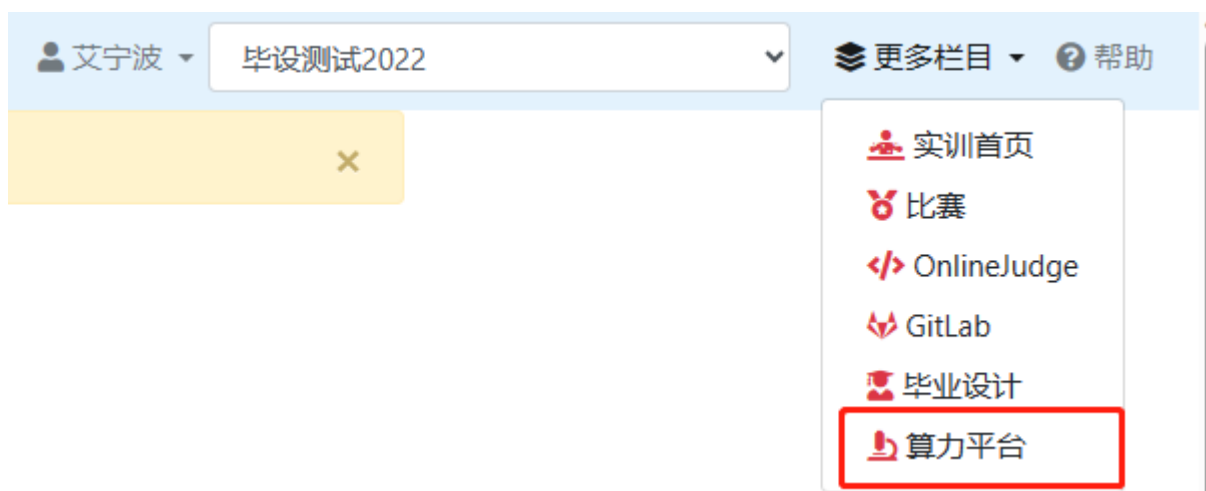 艾宁波 毕设测试2022 更多栏目 帮助
×
实训首页
比赛
</> OnlineJudge
GitLab
毕业设计
算力平台